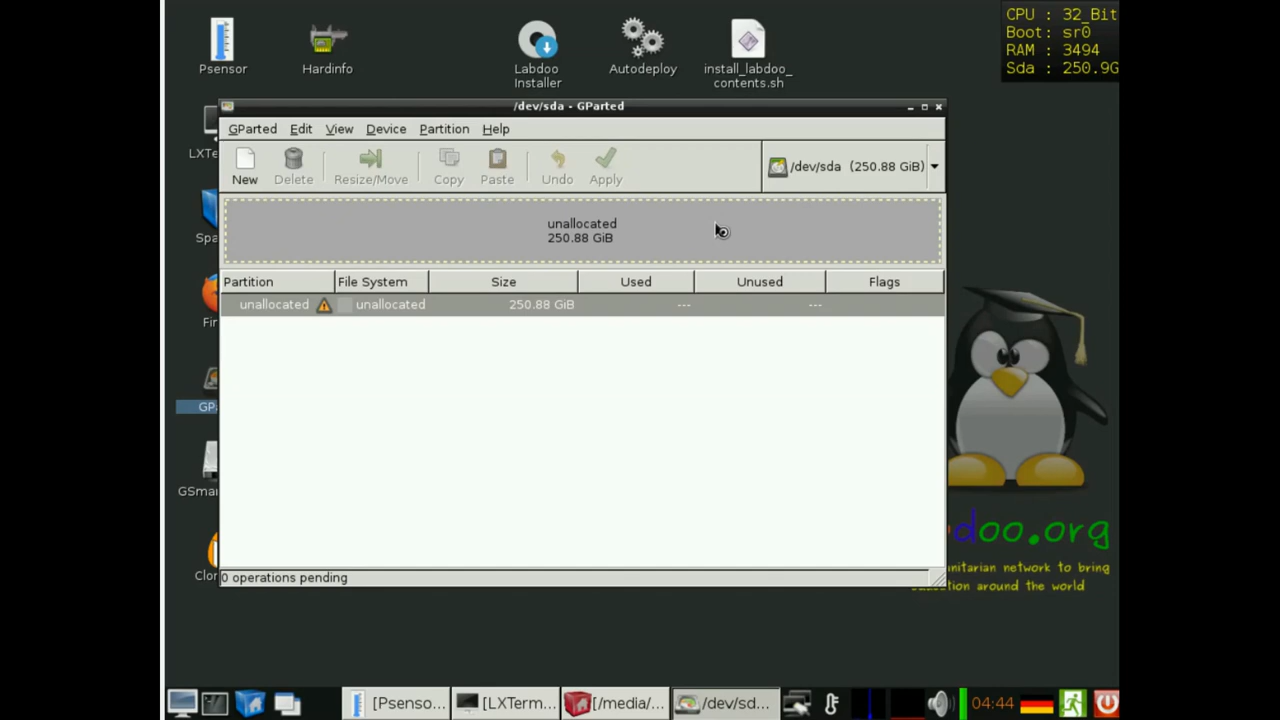 CPU : 32_Bit
Boot: sr0
RAM : 3494
Sda : 250.9G
Psensor
Hardinfo
Labdoo
Installer
Autodeploy
install_labdoo_
contents.sh
/dev/sda - GParted
GParted Edit View Device Partition Help
New Delete Resize/Move Copy Paste Undo Apply
/dev/sda (250.88 GiB)
unallocated
250.88 GiB
Partition File System Size Used Unused Flags
unallocated unallocated 250.88 GiB --- ---
0 operations pending
LXTe
Spa
Fir
GPa
GSmar
Clon
doo.org
nitarian network to bring
education around the world
[Psenso... [LXTerm... [/media/... /dev/sd... 04:44